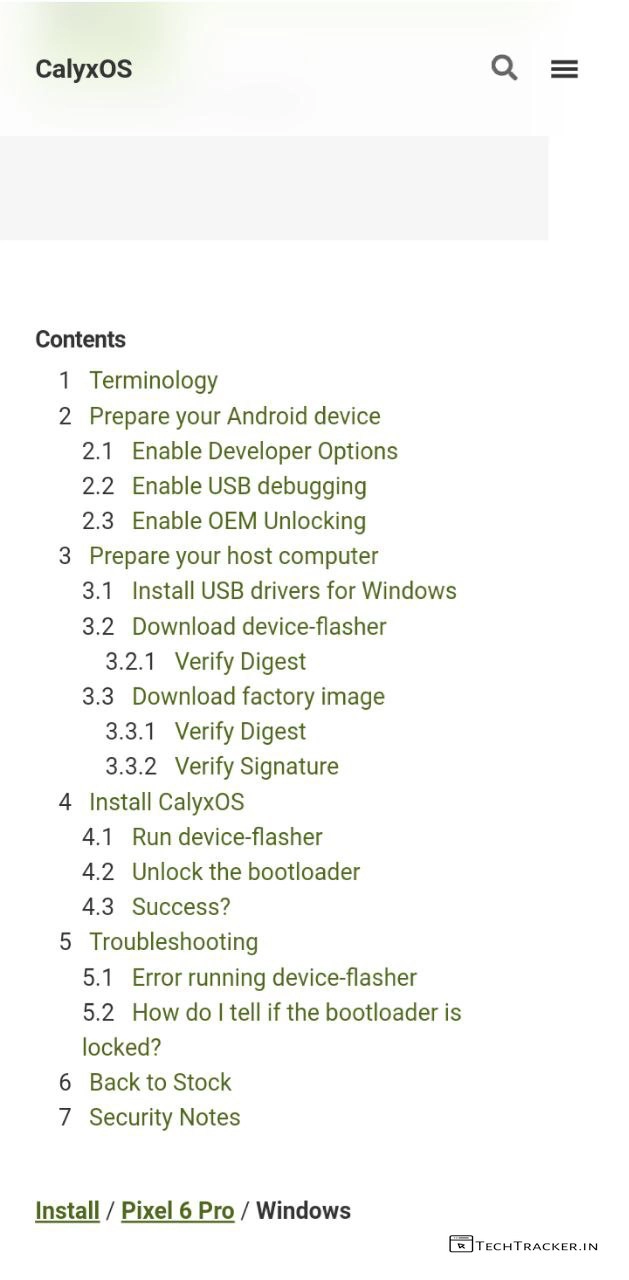 CalyxOS
Contents
1 Terminology
2 Prepare your Android device
2.1 Enable Developer Options
2.2 Enable USB debugging
2.3 Enable OEM Unlocking
3 Prepare your host computer
3.1 Install USB drivers for Windows
3.2 Download device-flasher
3.2.1 Verify Digest
3.3 Download factory image
3.3.1 Verify Digest
3.3.2 Verify Signature
4 Install CalyxOS
4.1 Run device-flasher
4.2 Unlock the bootloader
4.3 Success?
5 Troubleshooting
5.1 Error running device-flasher
5.2 How do I tell if the bootloader is
locked?
6 Back to Stock
7 Security Notes
Install / Pixel 6 Pro / Windows
TECHTRACKER.IN